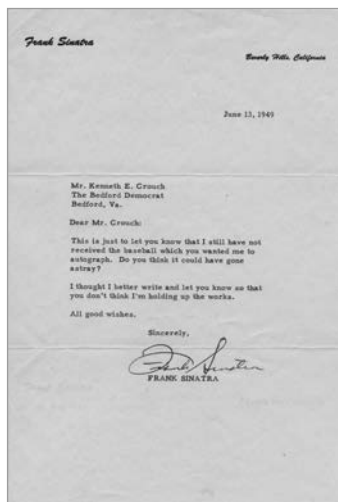 Frank Sinatra
Beverly Hills, California
June 13, 1949
Mr. Kenneth E. Crouch
The Bedford Democrat
Bedford, Va.
Dear Mr. Crouch:
This is just to let you know that I still have not
received the baseball which you wanted me to
autograph. Do you think it could have gone
astray?
I thought I better write and let you know so that
you don't think I'm holding up the works.
All good wishes.
Sincerely,
Frank Sinatra
FRANK SINATRA